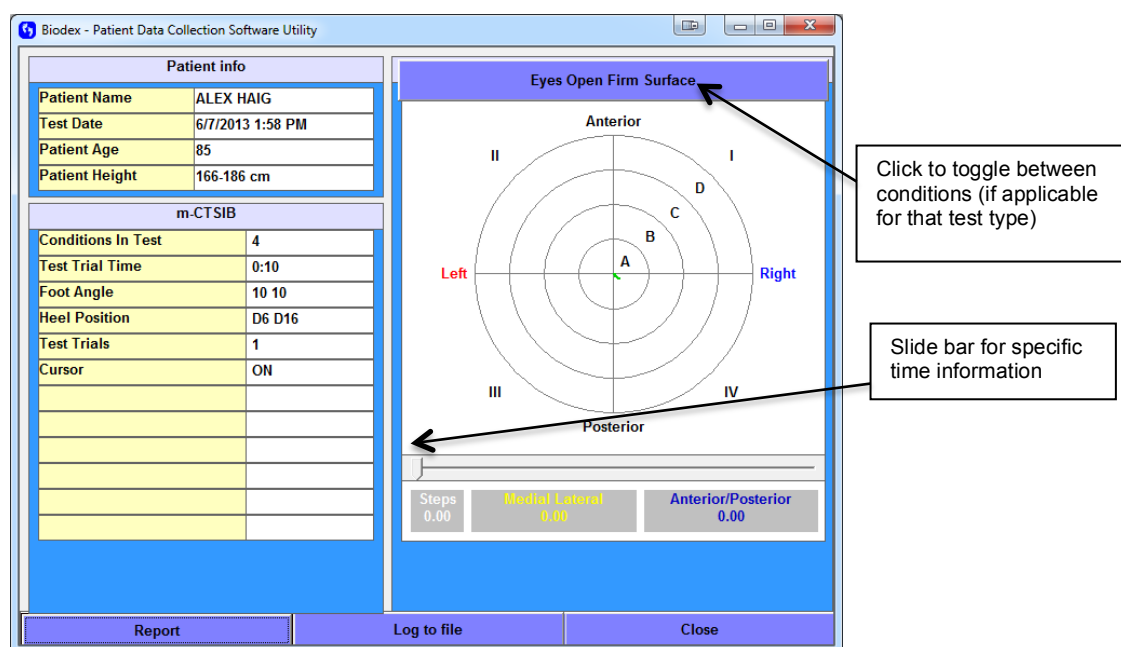 Biodex - Patient Data Collection Software Utility
Patient info
Patient Name ALEX HAIG
Test Date 6/7/2013 1:58 PM
Patient Age 85
Patient Height 166-186 cm
m-CTSIB
Conditions In Test 4
Test Trial Time 0:10
Foot Angle 10 10
Heel Position D6 D16
Test Trials 1
Cursor ON
Eyes Open Firm Surface
Anterior
II I
D
C
B
A
Left Right
III IV
Posterior
Steps Medial Lateral Anterior/Posterior
0.00 0.00 0.00
Report Log to file Close
Click to toggle between
conditions (if applicable
for that test type)
Slide bar for specific
time information